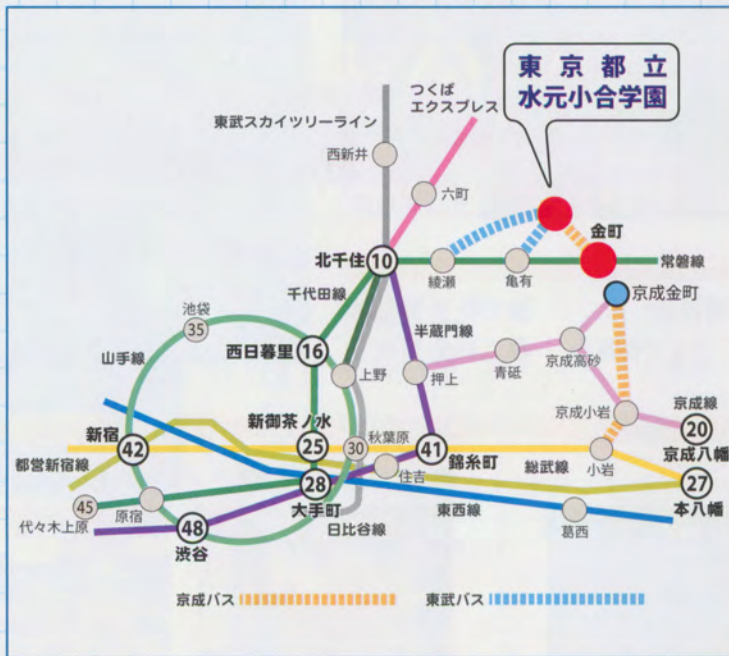 東京都立
水元小合学園
つくば
エクスプレス
東武スカイツリーライン
西新井
六町
金町
北千住
10
綾瀬
亀有
常磐線
千代田線
京成金町
池袋
35
半蔵門線
山手線
西日暮里
16
上野
押上
青砥
京成高砂
京成小岩
京成線
20
京成八幡
新御茶ノ水
新宿
42
25
30
秋葉原
41
錦糸町
総武線
小岩
都営新宿線
住吉
28
大手町
27
本八幡
45
代々木上原
原宿
48
渋谷
日比谷線
東西線
葛西
京成バス
東武バス